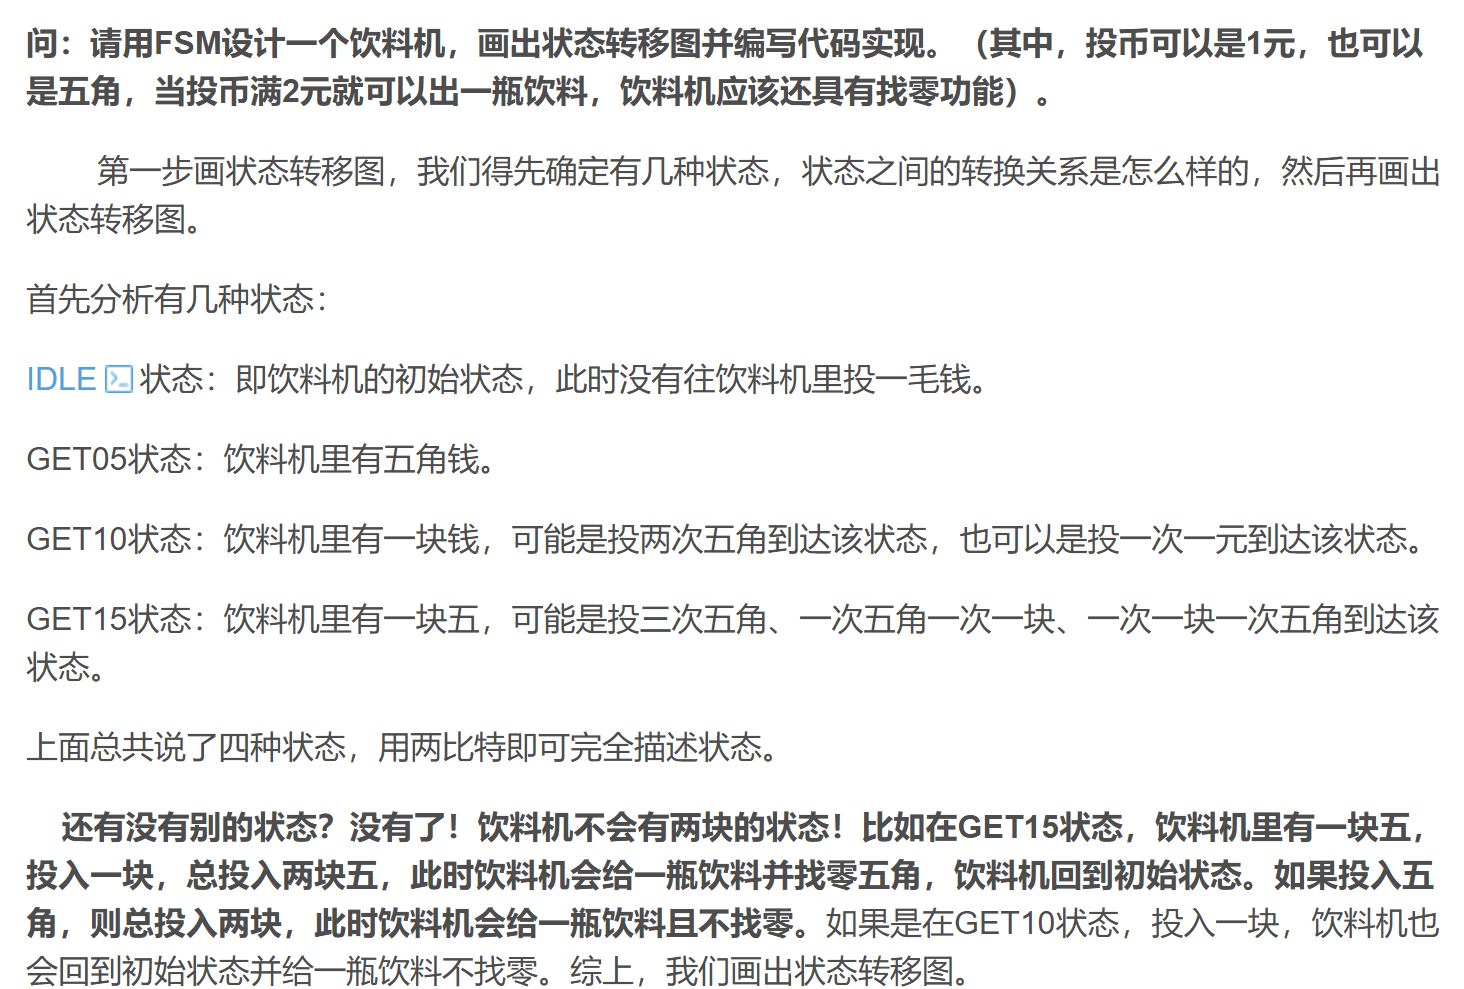 问：请用FSM设计一个饮料机，画出状态转移图并编写代码实现。（其中，投币可以是1元，也可以
是五角，当投币满2元就可以出一瓶饮料，饮料机应该还具有找零功能）。
第一步画状态转移图，我们得先确定有几种状态，状态之间的转换关系是怎么样的，然后再画出
状态转移图。
首先分析有几种状态：
IDLE状态：即饮料机的初始状态，此时没有往饮料机里投一毛钱。
GET05状态：饮料机里有五角钱。
GET10状态：饮料机里有一块钱，可能是投两次五角到达该状态，也可以是投一次一元到达该状态。
GET15状态：饮料机里有一块五，可能是投三次五角、一次五角一次一块、一次一块一次五角到达该
状态。
上面总共说了四种状态，用两比特即可完全描述状态。
还有没有别的状态？没有了！饮料机不会有两块的状态！比如在GET15状态，饮料机里有一块五，
投入一块，总投入两块五，此时饮料机会给一瓶饮料并找零五角，饮料机回到初始状态。如果投入五
角，则总投入两块，此时饮料机会给一瓶饮料且不找零。如果是在GET10状态，投入一块，饮料机也
会回到初始状态并给一瓶饮料不找零。综上，我们画出状态转移图。